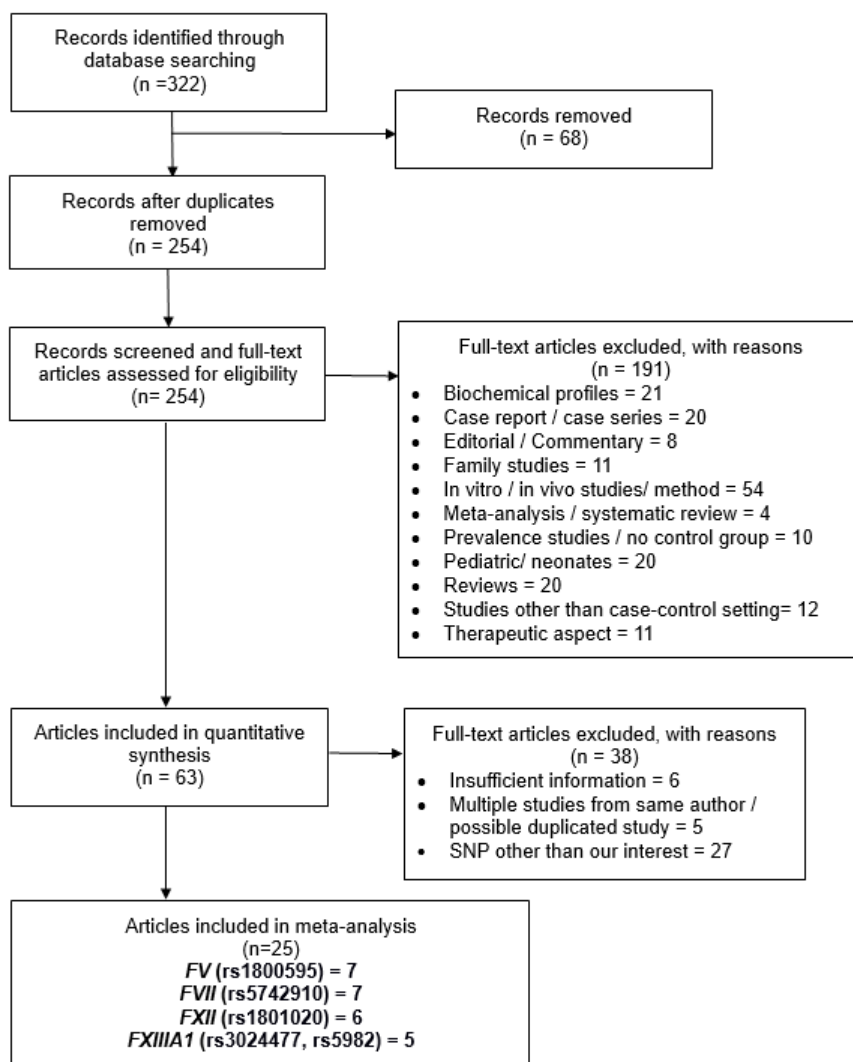 Records identified through
database searching
(n =322)
Records removed
(n = 68)
Records after duplicates
removed
(n = 254)
Records screened and full-text
articles assessed for eligibility
(n= 254)
Full-text articles excluded, with reasons
(n = 191)
• Biochemical profiles = 21
• Case report / case series = 20
• Editorial / Commentary = 8
• Family studies = 11
• In vitro / in vivo studies/ method = 54
• Meta-analysis / systematic review = 4
• Prevalence studies / no control group = 10
• Pediatric/ neonates = 20
• Reviews = 20
• Studies other than case-control setting= 12
• Therapeutic aspect = 11
Articles included in quantitative
synthesis
(n = 63)
Full-text articles excluded, with reasons
(n = 38)
• Insufficient information = 6
• Multiple studies from same author /
possible duplicated study = 5
• SNP other than our interest = 27
Articles included in meta-analysis
(n=25)
FV (rs1800595) = 7
FVII (rs5742910) = 7
FXII (rs1801020) = 6
FXIIIA1 (rs3024477, rs5982) = 5